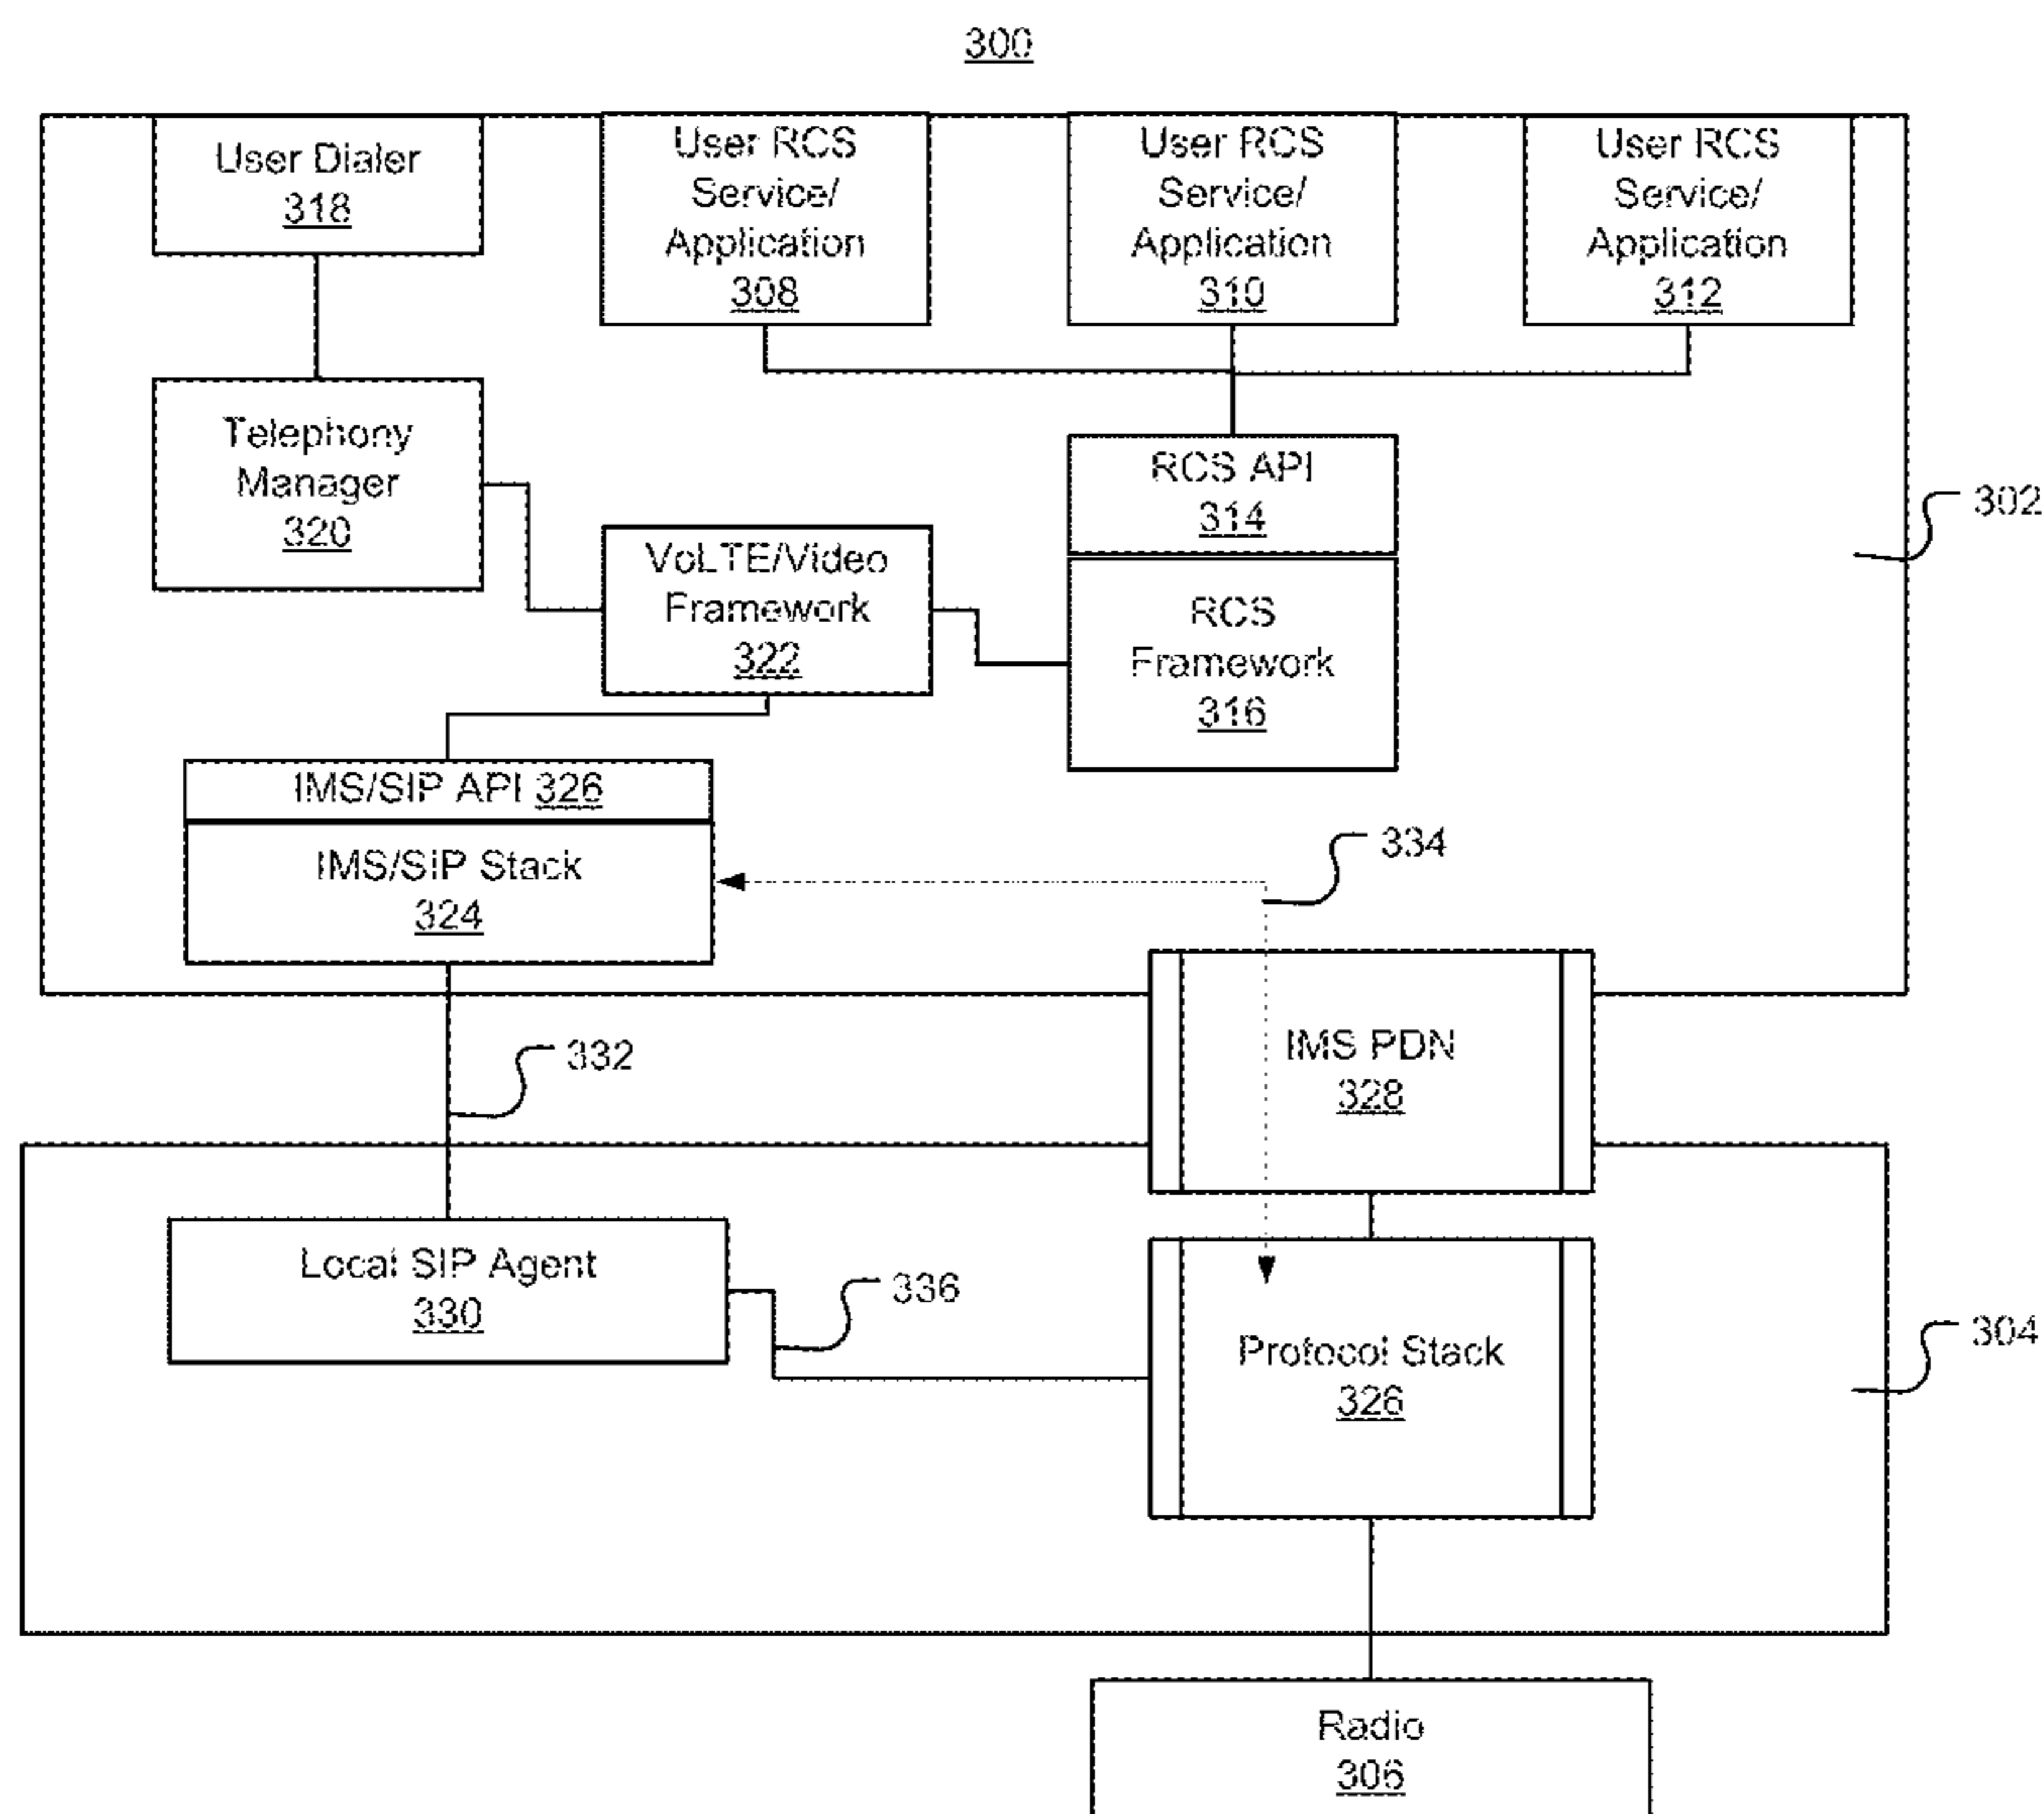 300
User Dialer
318
User RCS
Service/
Application
308
User RCS
Service/
Application
310
User RCS
Service/
Application
312
Telephony
Manager
320
RCS API
314
302
VoLTE/Video
Framework
322
RCS
Framework
316
IMS/SIP API 326
IMS/SIP Stack
324
334
IMS PDN
328
332
Local SIP Agent
330
336
Protocol Stack
326
304
Radio
306